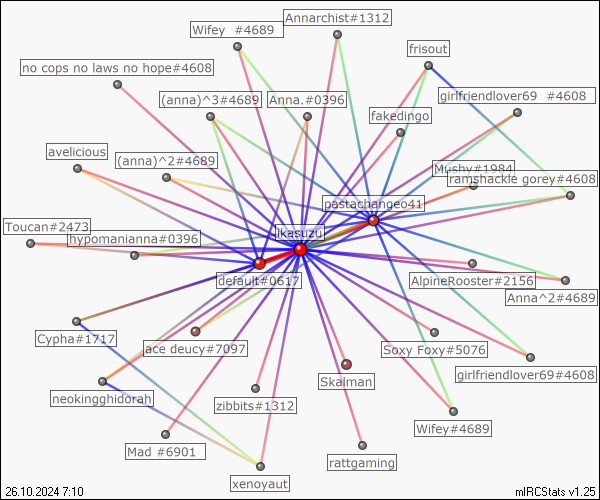 Annarchist#1312
Wifey #4689
frisout
no cops no laws no hope#4608
(anna)^3#4689
Anna.#0396
girlfriendlover69 #4608
fakedingo
avelicious
(anna)^2#4689
Mushy#1984
ramshackle gorey#4608
pastachangeo41
Toucan#2473
ikasuzu
hypomanianna#0396
default#0617
AlpineRooster#2156
Anna^2#4689
Cypha#1717
ace deucy#7097
Soxy Foxy#5076
Skalman
girlfriendlover69#4608
neokingghidorah
zibbits#1312
Wifey#4689
Mad #6901
rattgaming
xenoyaut
26.10.2024 7:10
mIRCStats v1.25